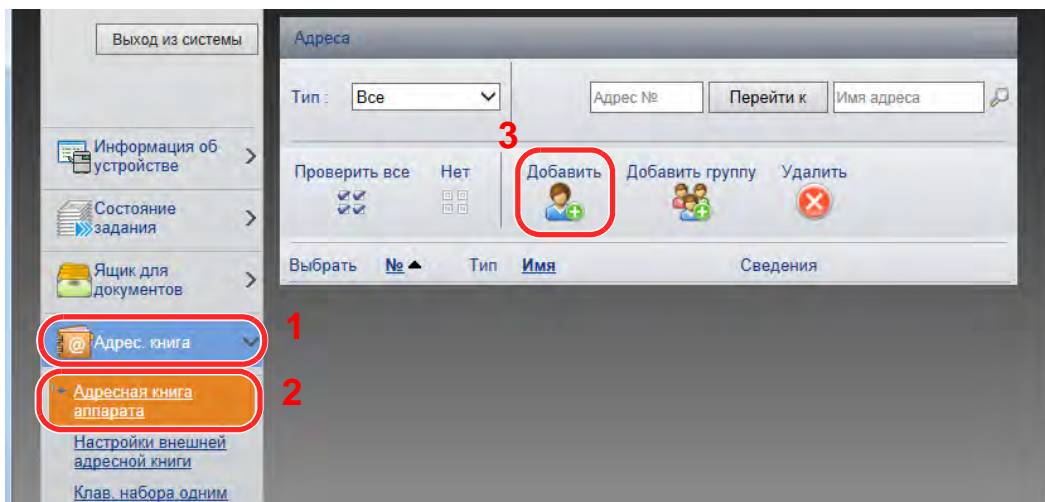 Выход из системы
Информация об
устройстве
Состояние
задания
Ящик для
документов
1
Адрес. книга
2
Адресная книга
аппарата
Настройки внешней
адресной книги
Клав. набора одним
Адреса
Тип : Все Адрес № Перейти к Имя адреса
3
Проверить все Нет Добавить Добавить группу Удалить
Выбрать № Тип Имя Сведения